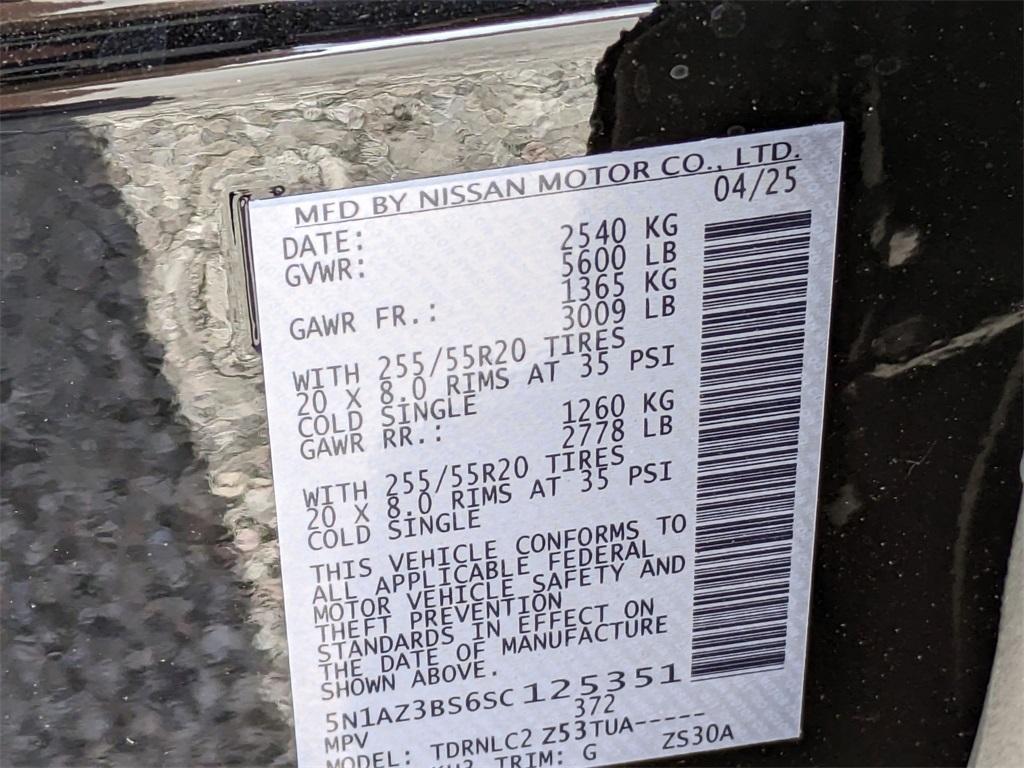 MFD BY NISSAN MOTOR CO., LTD.
DATE: 04/25
GVWR: 2540 KG
5600 LB
GAWR FR.: 1365 KG
3009 LB
WITH 255/55R20 TIRES
20 X 8.0 RIMS AT 35 PSI
COLD SINGLE
GAWR RR.: 1260 KG
2778 LB
WITH 255/55R20 TIRES
20 X 8.0 RIMS AT 35 PSI
COLD SINGLE
THIS VEHICLE CONFORMS TO
ALL APPLICABLE FEDERAL
MOTOR VEHICLE SAFETY AND
THEFT PREVENTION
STANDARDS IN EFFECT ON
THE DATE OF MANUFACTURE
SHOWN ABOVE.
5N1AZ3BS6SC125351
MPV 372
MODEL: TDRNLC2 Z53TUA-----
TRIM: G ZS30A